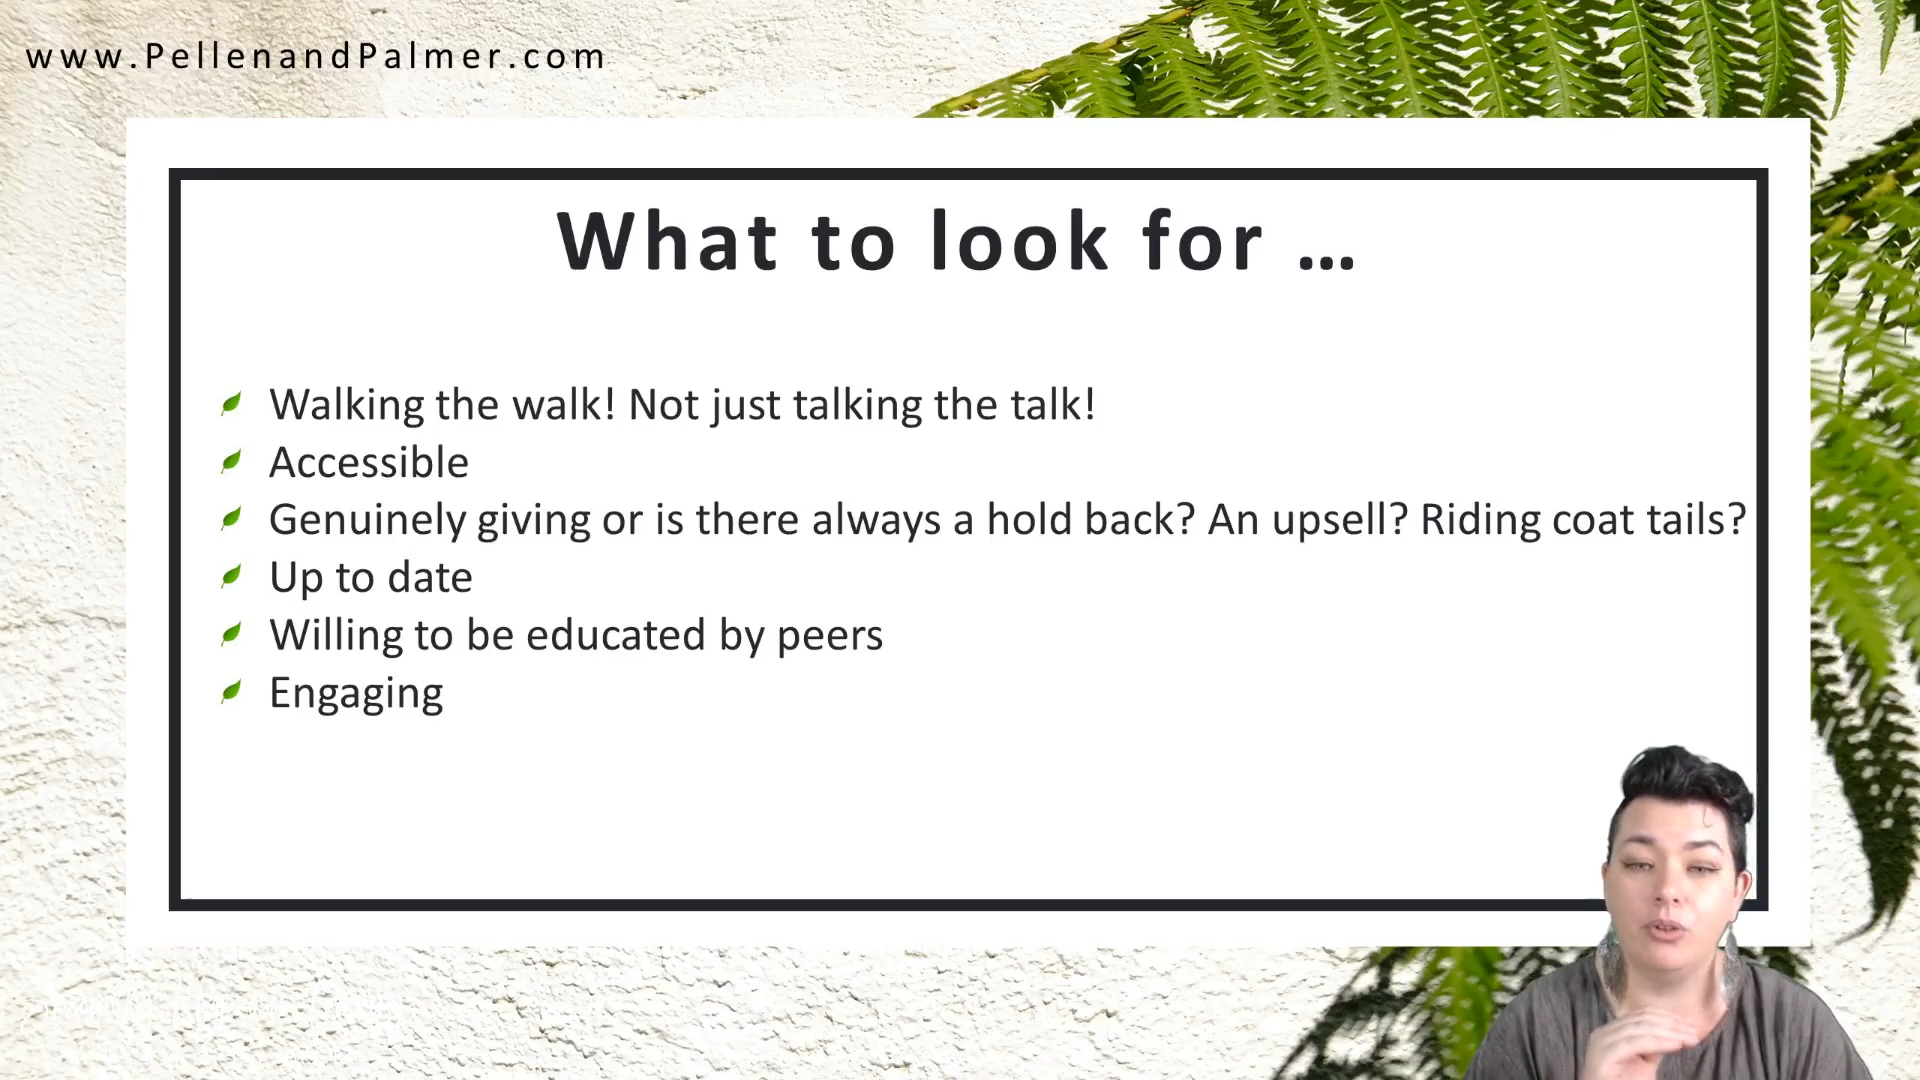 www.PellenandPalmer.com
What to look for …
Walking the walk! Not just talking the talk!
Accessible
Genuinely giving or is there always a hold back? An upsell? Riding coat tails?
Up to date
Willing to be educated by peers
Engaging